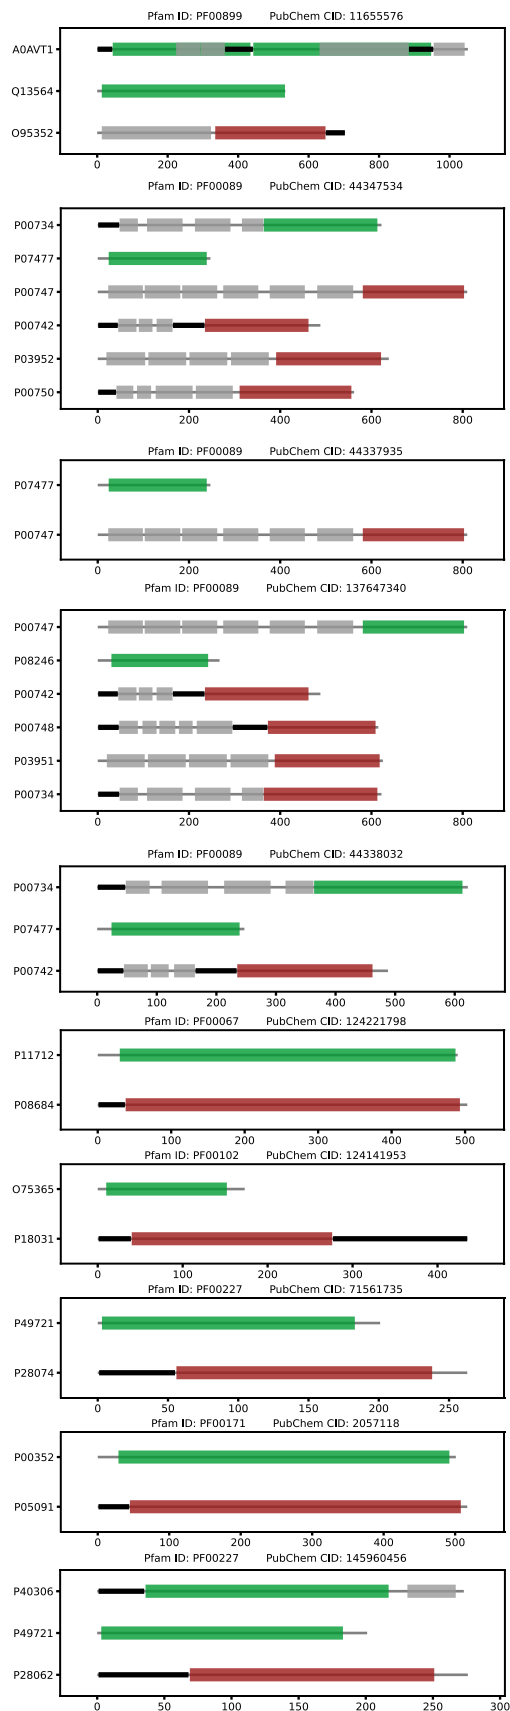 Pfam ID: PF00899 PubChem CID: 11655576
A0AVT1
Q13564
O95352
0 200 400 600 800 1000
Pfam ID: PF00089 PubChem CID: 44347534
P00734
P07477
P00747
P00742
P03952
P00750
0 200 400 600 800
Pfam ID: PF00089 PubChem CID: 44337935
P07477
P00747
0 200 400 600 800
Pfam ID: PF00089 PubChem CID: 137647340
P00747
P08246
P00742
P00748
P03951
P00734
0 200 400 600 800
Pfam ID: PF00089 PubChem CID: 44338032
P00734
P07477
P00742
0 100 200 300 400 500 600
Pfam ID: PF00067 PubChem CID: 124221798
P11712
P08684
0 100 200 300 400 500
Pfam ID: PF00102 PubChem CID: 124141953
O75365
P18031
0 100 200 300 400
Pfam ID: PF00227 PubChem CID: 71561735
P49721
P28074
0 50 100 150 200 250
Pfam ID: PF00171 PubChem CID: 2057118
P00352
P05091
0 100 200 300 400 500
Pfam ID: PF00227 PubChem CID: 145960456
P40306
P49721
P28062
0 50 100 150 200 250 300